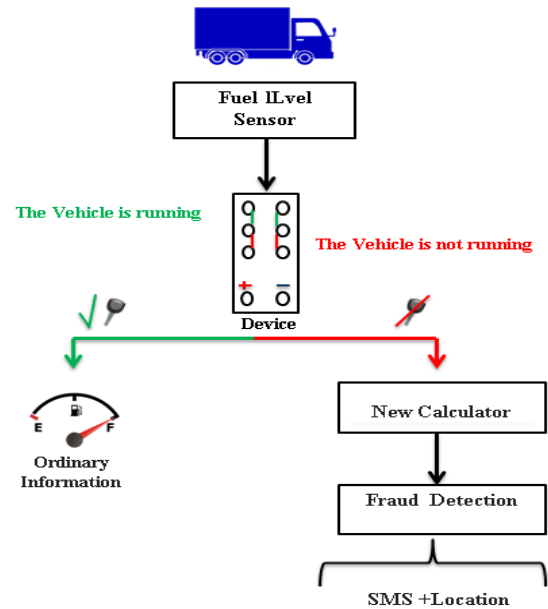 Fuel lLvel
Sensor
The Vehicle is running
The Vehicle is not running
+
−
Device
E
F
Ordinary
Information
New Calculator
Fraud Detection
SMS +Location